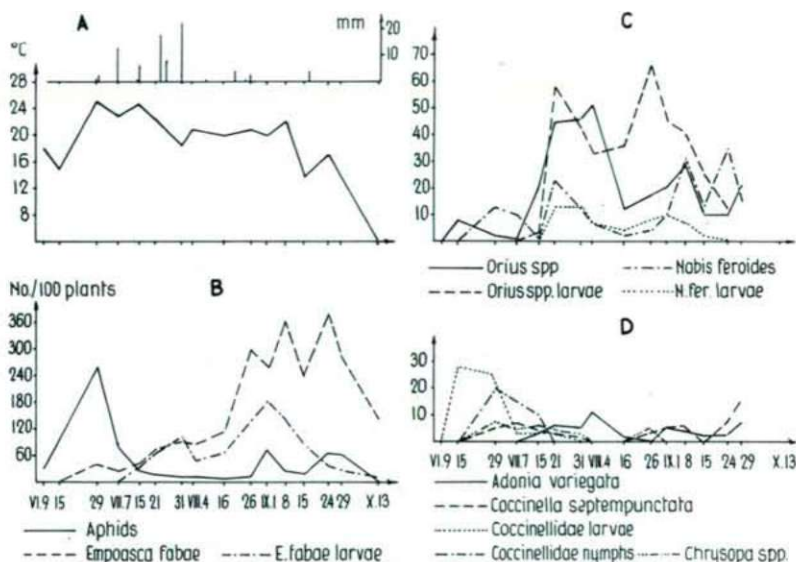 A
°C
mm
20
10
28
24
20
16
12
8
No./100 plants
B
360
300
240
180
120
60
VI.9 15 29 VII.7 15 21 31 VIII.4 16 26 IX.1 8 15 24 29 X.13
Aphids
Empoasca fabae
E. fabae larvae
C
70
60
50
40
30
20
10
Orius spp
Nabis feroides
Orius spp. larvae
N.fer. larvae
D
30
20
10
VI.9 15 29 VII.7 15 21 31 VIII.4 16 26 IX.1 8 15 24 29 X.13
Adonia variegata
Coccinella septempunctata
Coccinellidae larvae
Coccinellidae nymphs
Chrysopa spp.